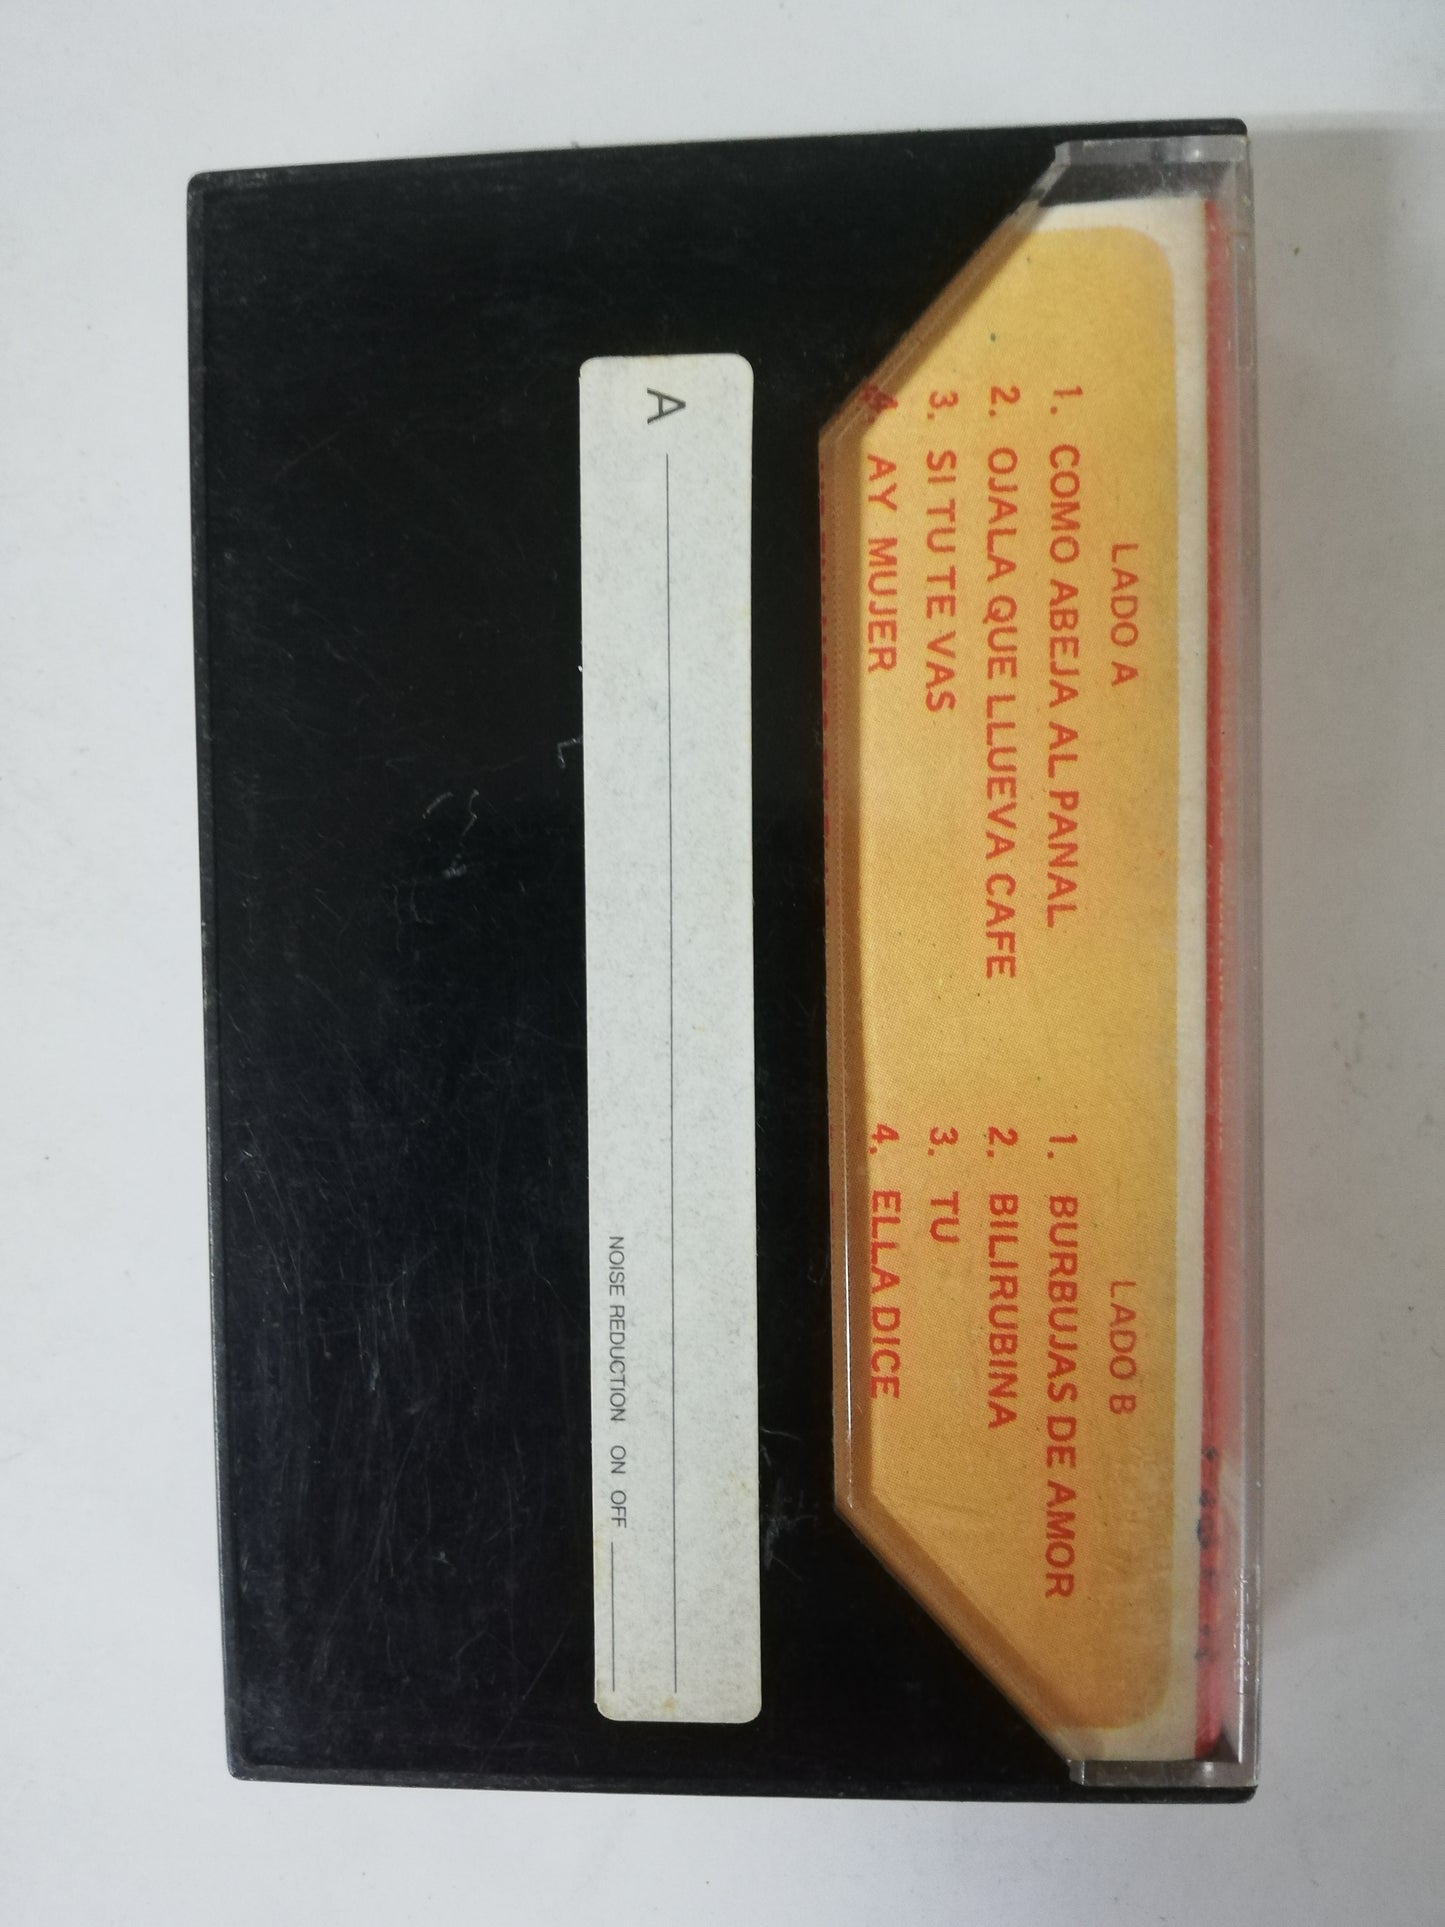 LADO A
1. COMO ABEJA AL PANAL
2. OJALA QUE LLUEVA CAFE
3. SI TU TE VAS
4. AY MUJER
LADO B
1. BURBUJAS DE AMOR
2. BILIRUBINA
3. TU
4. ELLA DICE
A
NOISE REDUCTION ON OFF